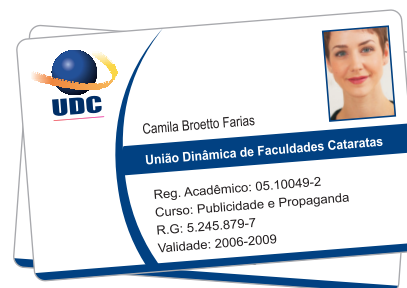 UDC
Camila Broetto Farias
União Dinâmica de Faculdades Cataratas
Reg. Acadêmico: 05.10049-2
Curso: Publicidade e Propaganda
R.G: 5.245.879-7
Validade: 2006-2009